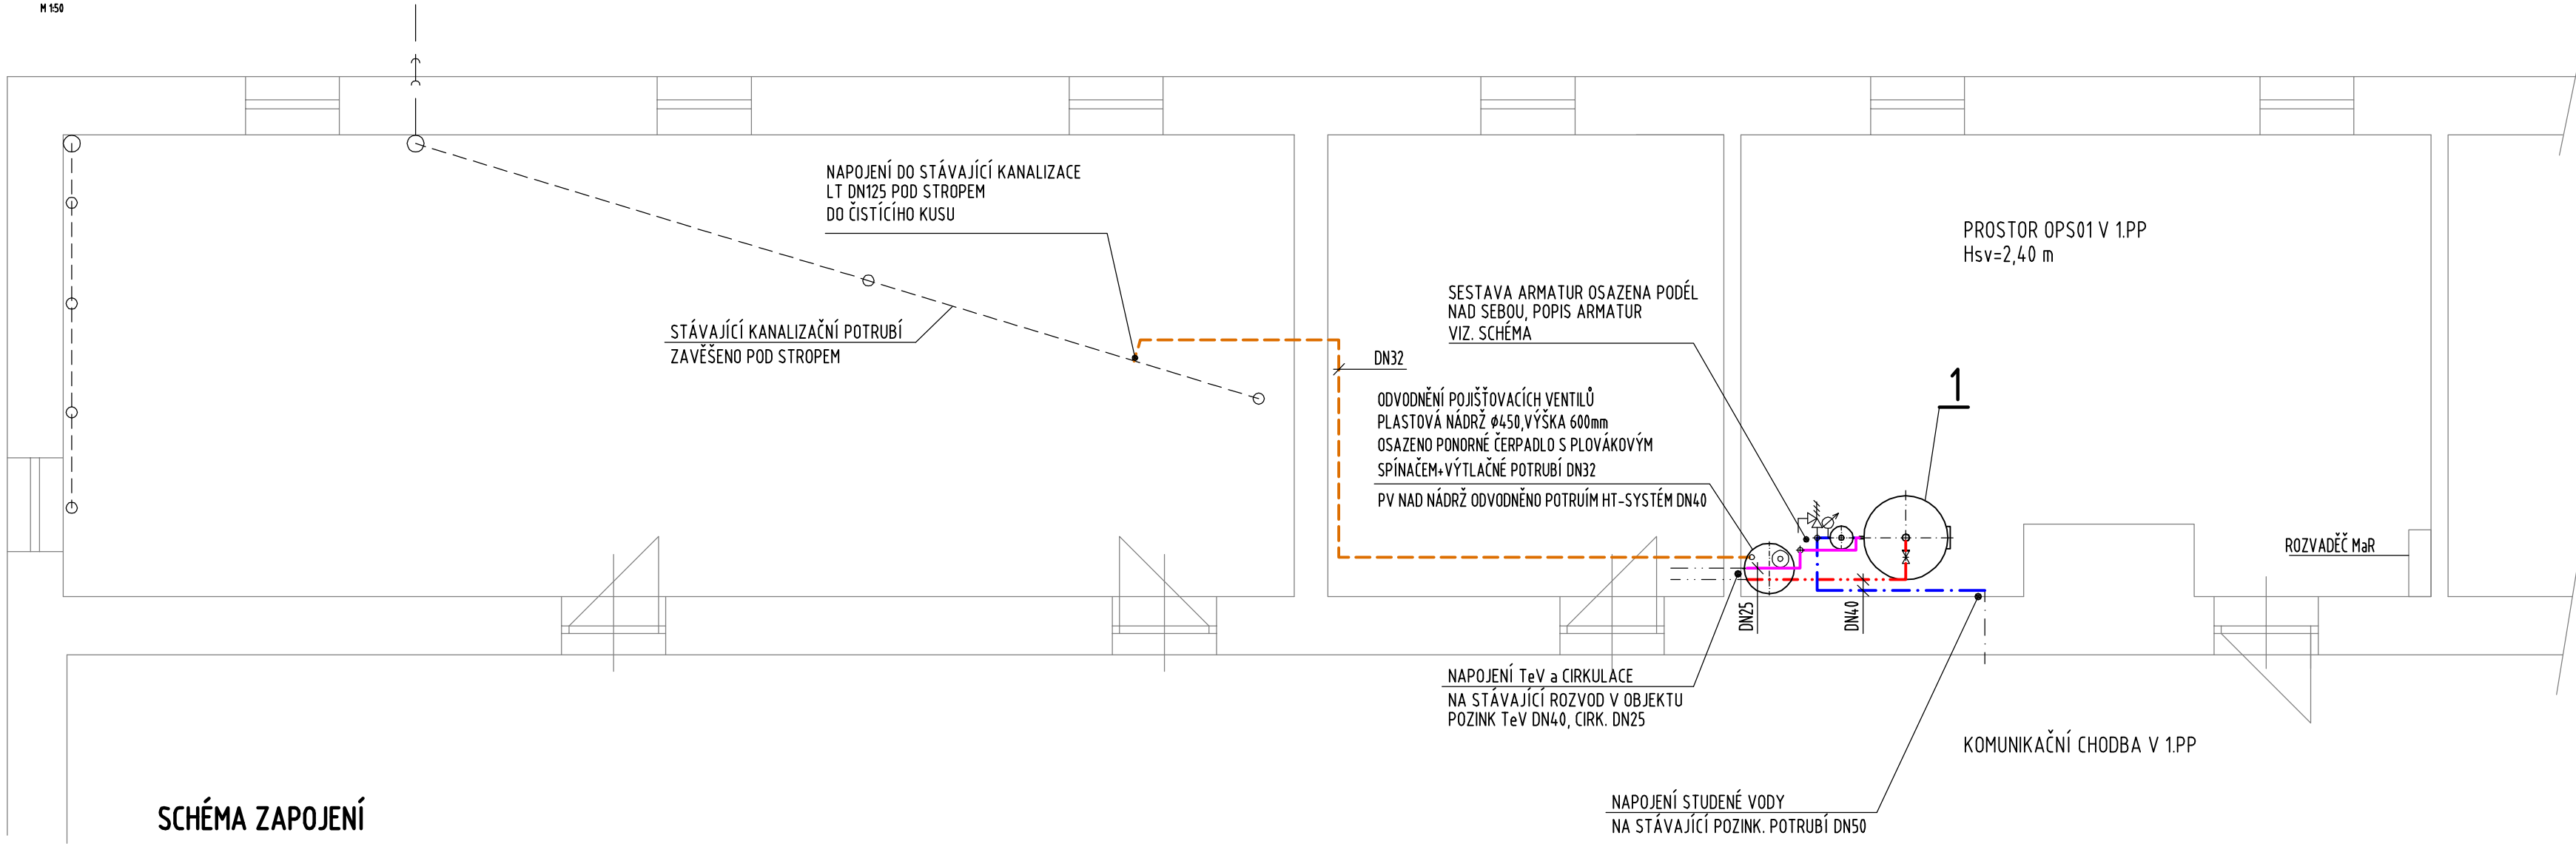 M 1:50
NAPOJENÍ DO STÁVAJÍCÍ KANALIZACE
LT DN125 POD STROPEM
DO ČISTÍCÍHO KUSU
STÁVAJÍCÍ KANALIZAČNÍ POTRUBÍ
ZAVĚŠENO POD STROPEM
PROSTOR OPS01 V 1.PP
Hsv=2,40 m
SESTAVA ARMATUR OSAZENA PODÉL
NAD SEBOU, POPIS ARMATUR
VIZ. SCHÉMA
DN32
1
ODVODNĚNÍ POJIŠŤOVACÍCH VENTILŮ
PLASTOVÁ NÁDRŽ φ450,VÝŠKA 600mm
OSAZENO PONORNÉ ČERPADLO S PLOVÁKOVÝM
SPÍNAČEM+VÝTLAČNÉ POTRUBÍ DN32
PV NAD NÁDRŽ ODVODNĚNO POTRUÍM HT-SYSTÉM DN40
ROZVADĚČ MaR
DN25
DN40
NAPOJENÍ TeV a CIRKULACE
NA STÁVAJÍCÍ ROZVOD V OBJEKTU
POZINK TeV DN40, CIRK. DN25
KOMUNIKAČNÍ CHODBA V 1.PP
NAPOJENÍ STUDENÉ VODY
NA STÁVAJÍCÍ POZINK. POTRUBÍ DN50
SCHÉMA ZAPOJENÍ